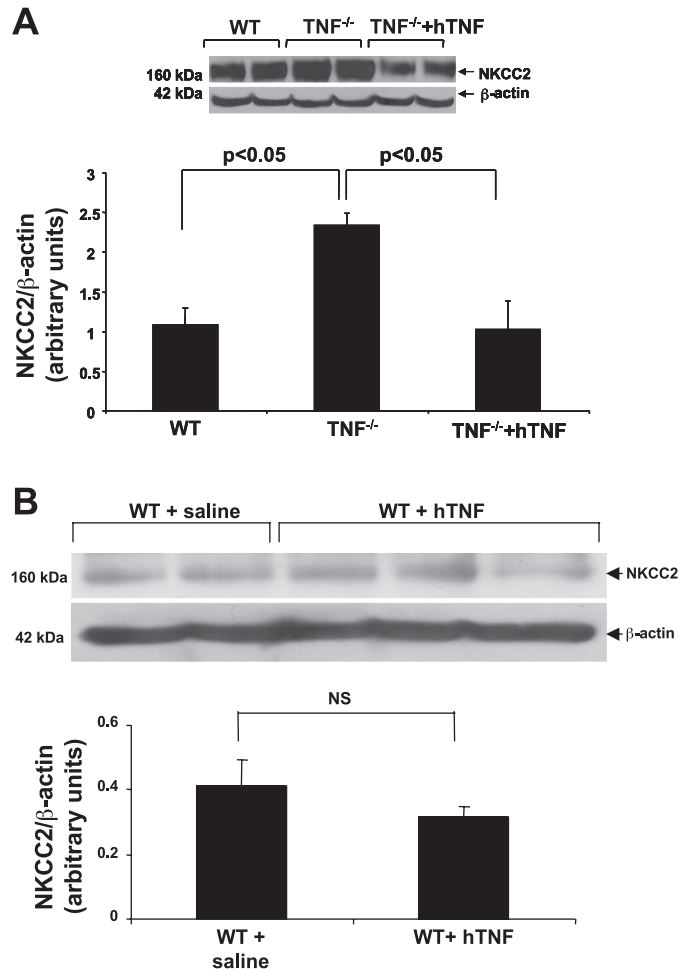 A
WT TNF-/- TNF-/-+hTNF
160 kDa NKCC2
42 kDa β-actin
p<0.05 p<0.05
NKCC2/β-actin
(arbitrary units)
3
2.5
2
1.5
1
0.5
0
WT TNF-/- TNF-/-+hTNF
B
WT + saline WT + hTNF
160 kDa NKCC2
42 kDa β-actin
NS
NKCC2/β-actin
(arbitrary units)
0.6
0.4
0.2
0
WT + saline WT+ hTNF